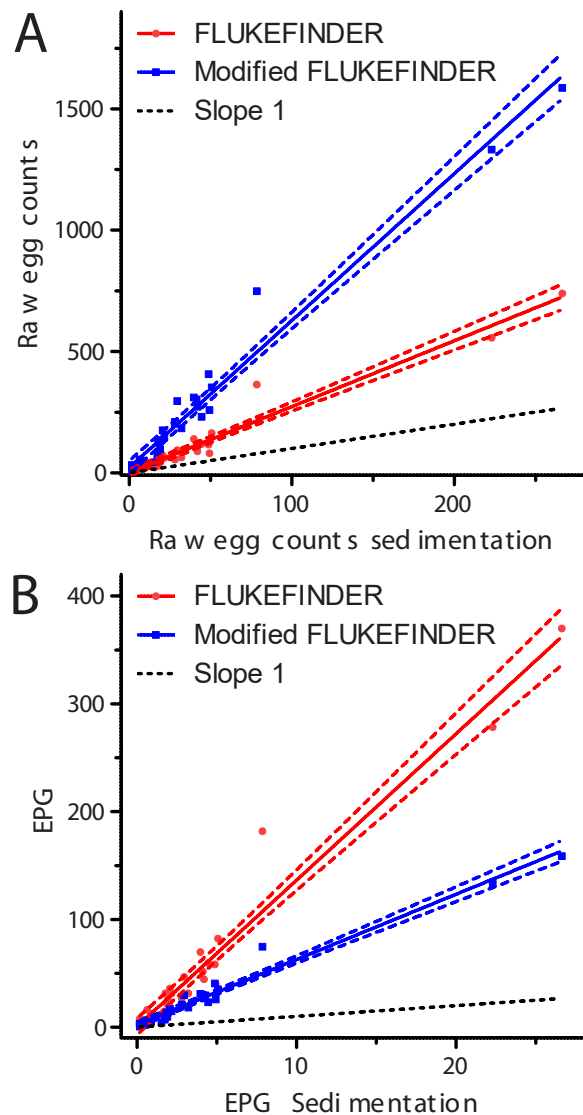 A
FLUKEFINDER
Modified FLUKEFINDER
Slope 1
1500
1000
500
0
Raw egg counts
0 100 200
Raw egg counts sedimentation
B
FLUKEFINDER
Modified FLUKEFINDER
Slope 1
400
300
200
100
0
EPG
0 10 20
EPG Sedimentation